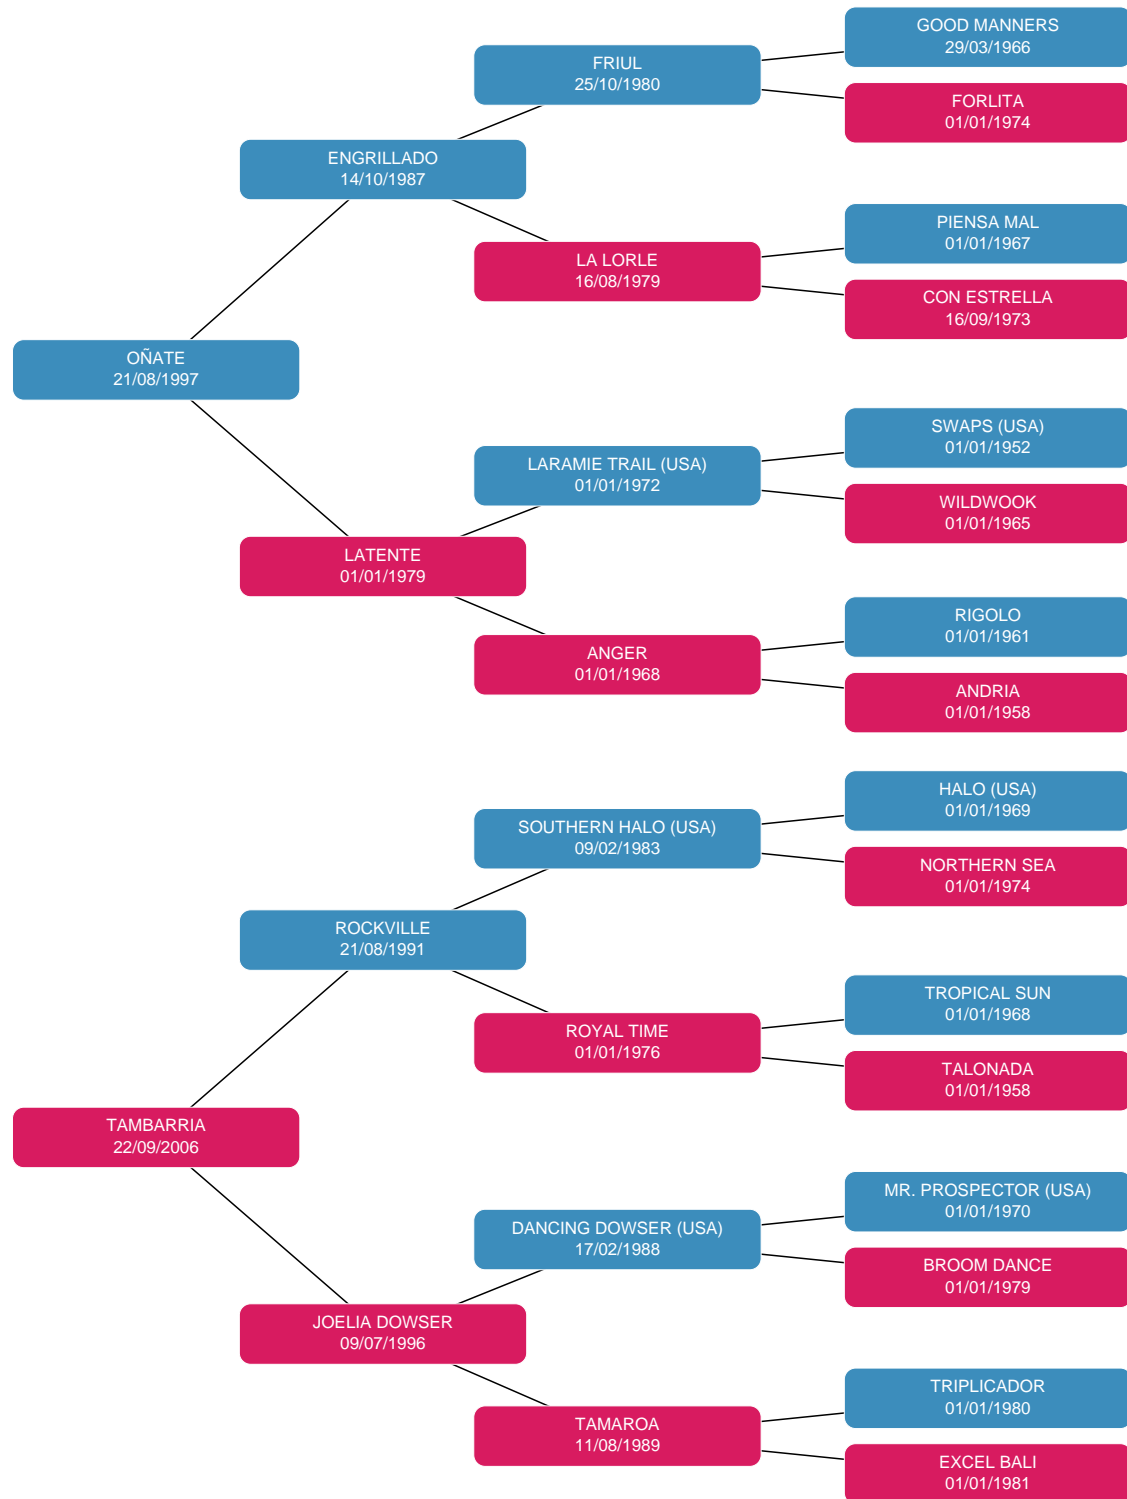 GOOD MANNERS
29/03/1966
FRIUL
25/10/1980
FORLITA
01/01/1974
ENGRILLADO
14/10/1987
PIENSA MAL
01/01/1967
LA LORLE
16/08/1979
CON ESTRELLA
16/09/1973
OÑATE
21/08/1997
SWAPS (USA)
01/01/1952
LARAMIE TRAIL (USA)
01/01/1972
WILDWOOK
01/01/1965
LATENTE
01/01/1979
RIGOLO
01/01/1961
ANGER
01/01/1968
ANDRIA
01/01/1958
HALO (USA)
01/01/1969
SOUTHERN HALO (USA)
09/02/1983
NORTHERN SEA
01/01/1974
ROCKVILLE
21/08/1991
TROPICAL SUN
01/01/1968
ROYAL TIME
01/01/1976
TALONADA
01/01/1958
TAMBARRIA
22/09/2006
MR. PROSPECTOR (USA)
01/01/1970
DANCING DOWSER (USA)
17/02/1988
BROOM DANCE
01/01/1979
JOELIA DOWSER
09/07/1996
TRIPLICADOR
01/01/1980
TAMAROA
11/08/1989
EXCEL BALI
01/01/1981